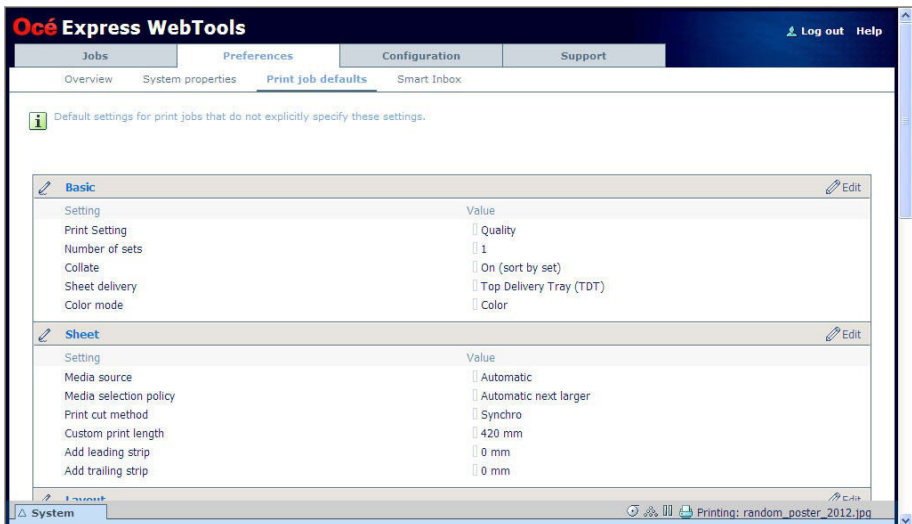 Océ Express WebTools
Log out Help
Jobs Preferences Configuration Support
Overview System properties Print job defaults Smart Inbox
Default settings for print jobs that do not explicitly specify these settings.
Basic Edit
Setting Value
Print Setting Quality
Number of sets 1
Collate On (sort by set)
Sheet delivery Top Delivery Tray (TDT)
Color mode Color
Sheet Edit
Setting Value
Media source Automatic
Media selection policy Automatic next larger
Print cut method Synchro
Custom print length 420 mm
Add leading strip 0 mm
Add trailing strip 0 mm
Layout Edit
System Printing: random_poster_2012.jpg